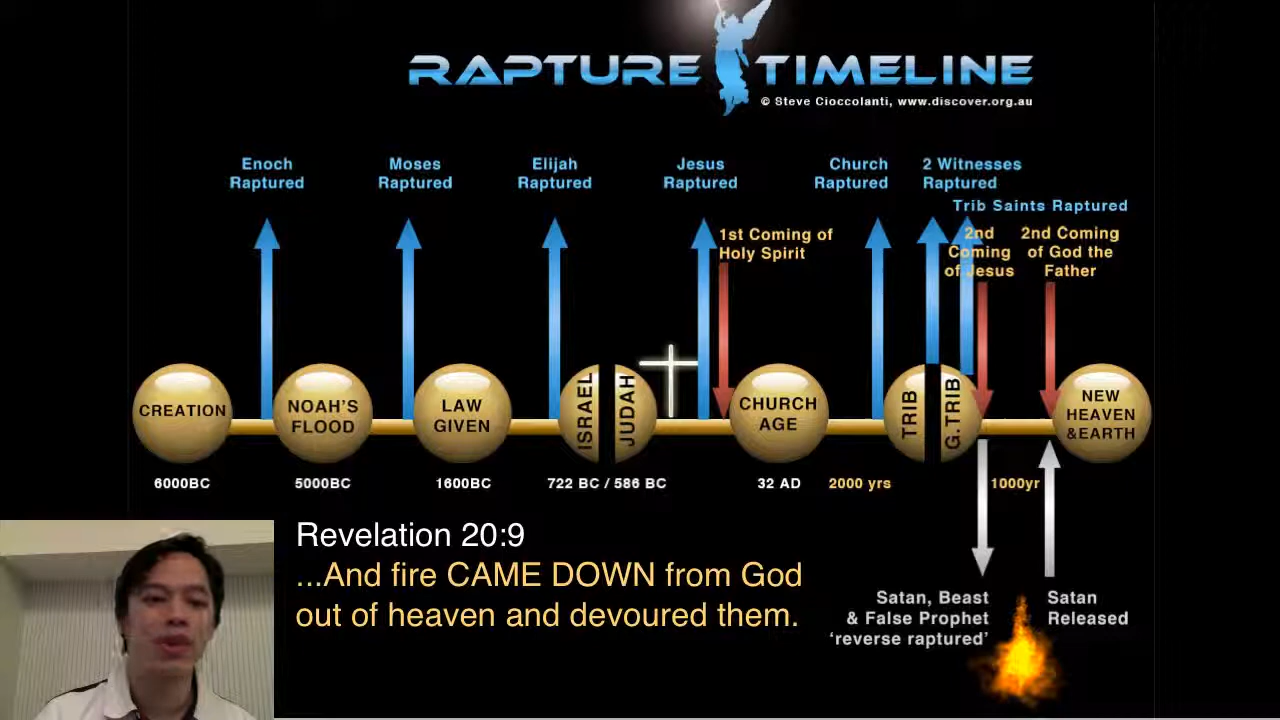 RAPTURE TIMELINE
© Steve Cioccolanti, www.discover.org.au
Enoch
Raptured
Moses
Raptured
Elijah
Raptured
Jesus
Raptured
Church
Raptured
2 Witnesses
Raptured
Trib Saints Raptured
1st Coming of
Holy Spirit
2nd
Coming
of Jesus
2nd Coming
of God the
Father
CREATION
NOAH'S
FLOOD
LAW
GIVEN
ISRAEL
JUDAH
CHURCH
AGE
TRIB
G. TRIB
NEW
HEAVEN
&EARTH
6000BC
5000BC
1600BC
722 BC / 586 BC
32 AD
2000 yrs
1000yr
Revelation 20:9
...And fire CAME DOWN from God
out of heaven and devoured them.
Satan, Beast
& False Prophet
'reverse raptured'
Satan
Released